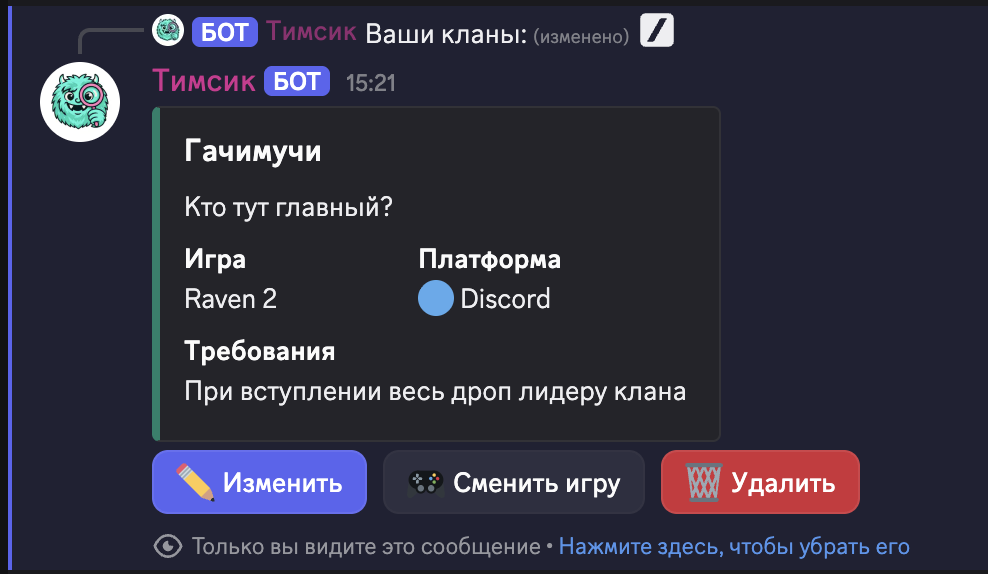 БОТ Тимсик Ваши кланы: (изменено)
Тимсик БОТ 15:21
Гачимучи
Кто тут главный?
Игра Платформа
Raven 2 Discord
Требования
При вступлении весь дроп лидеру клана
Изменить Сменить игру Удалить
Только вы видите это сообщение • Нажмите здесь, чтобы убрать его